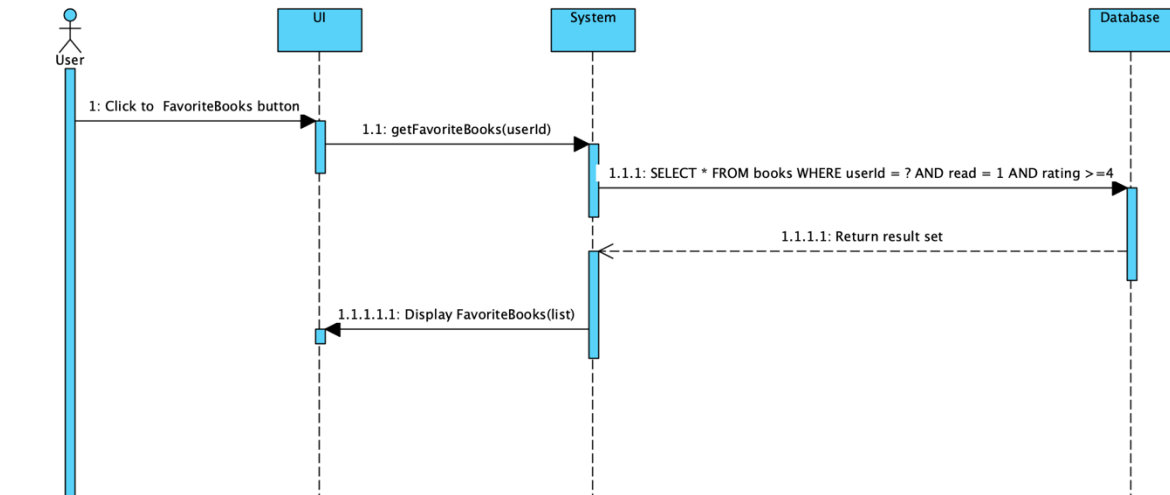 UI
System
Database
User
1: Click to FavoriteBooks button
1.1: getFavoriteBooks(userId)
1.1.1: SELECT * FROM books WHERE userId = ? AND read = 1 AND rating >=4
1.1.1.1: Return result set
1.1.1.1.1: Display FavoriteBooks(list)